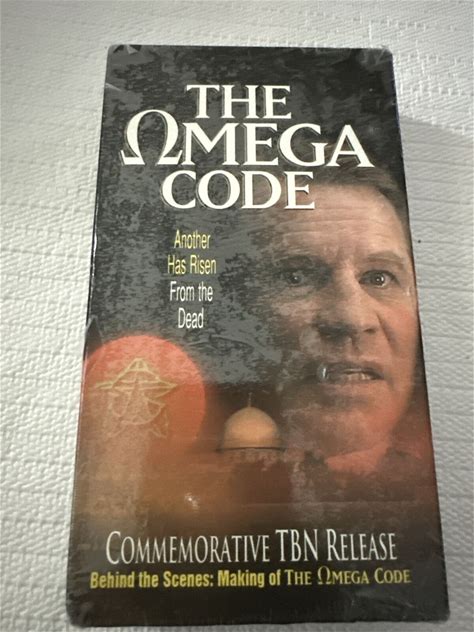 THE
ΩMEGA
CODE
Another
Has Risen
From the
Dead
COMMEMORATIVE TBN RELEASE
Behind the Scenes: Making of THE ΩMEGA CODE